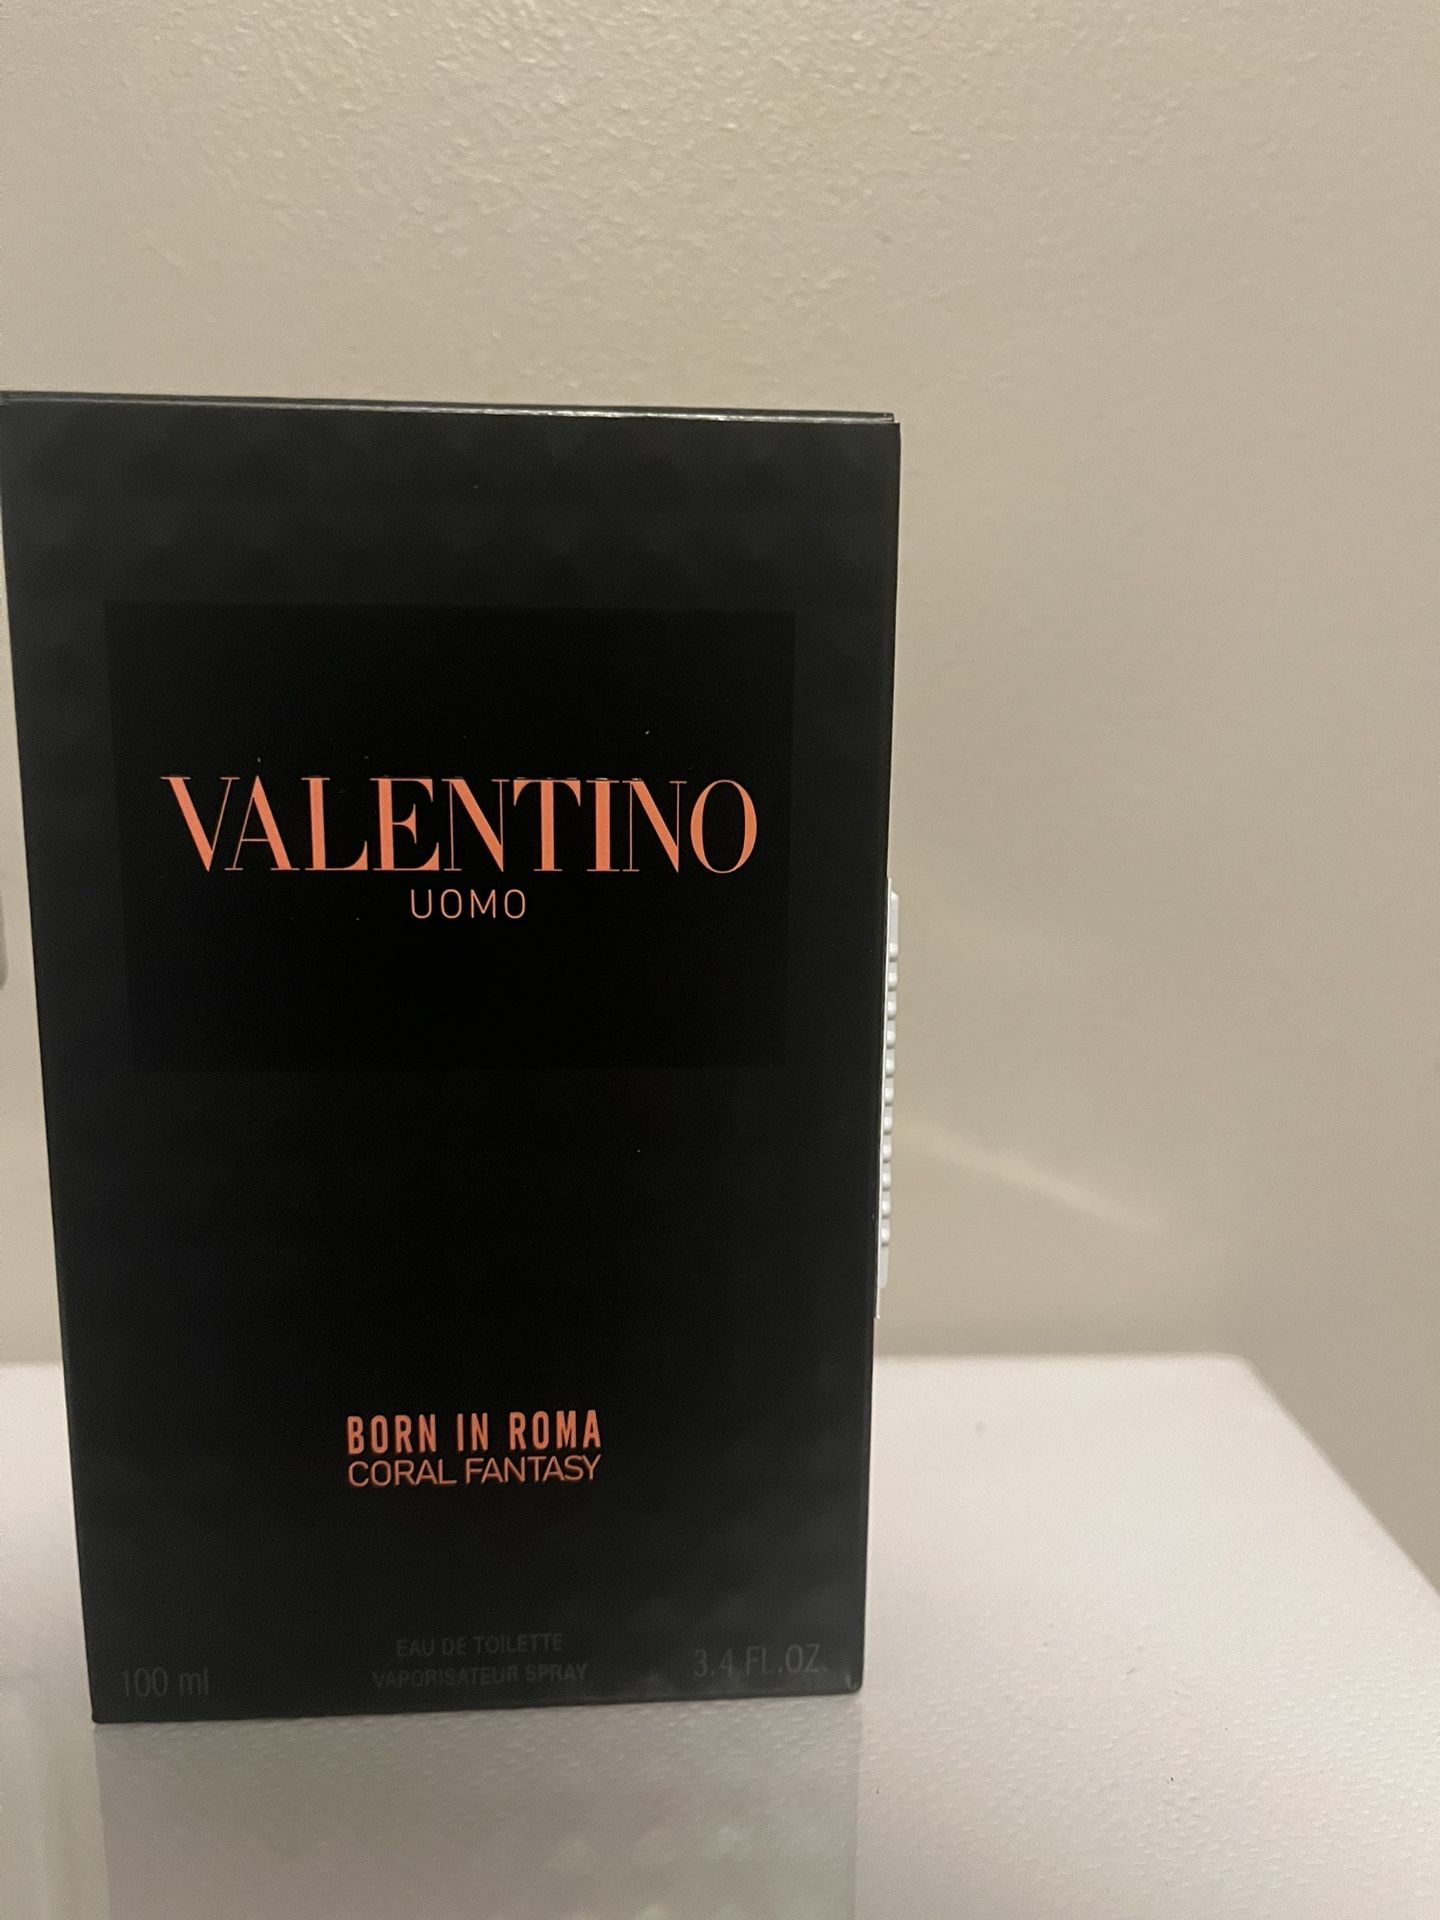 VALENTINO
UOMO
BORN IN ROMA
CORAL FANTASY
EAU DE TOILETTE
100 ml VAPORISATEUR SPRAY 3.4 FL.OZ.